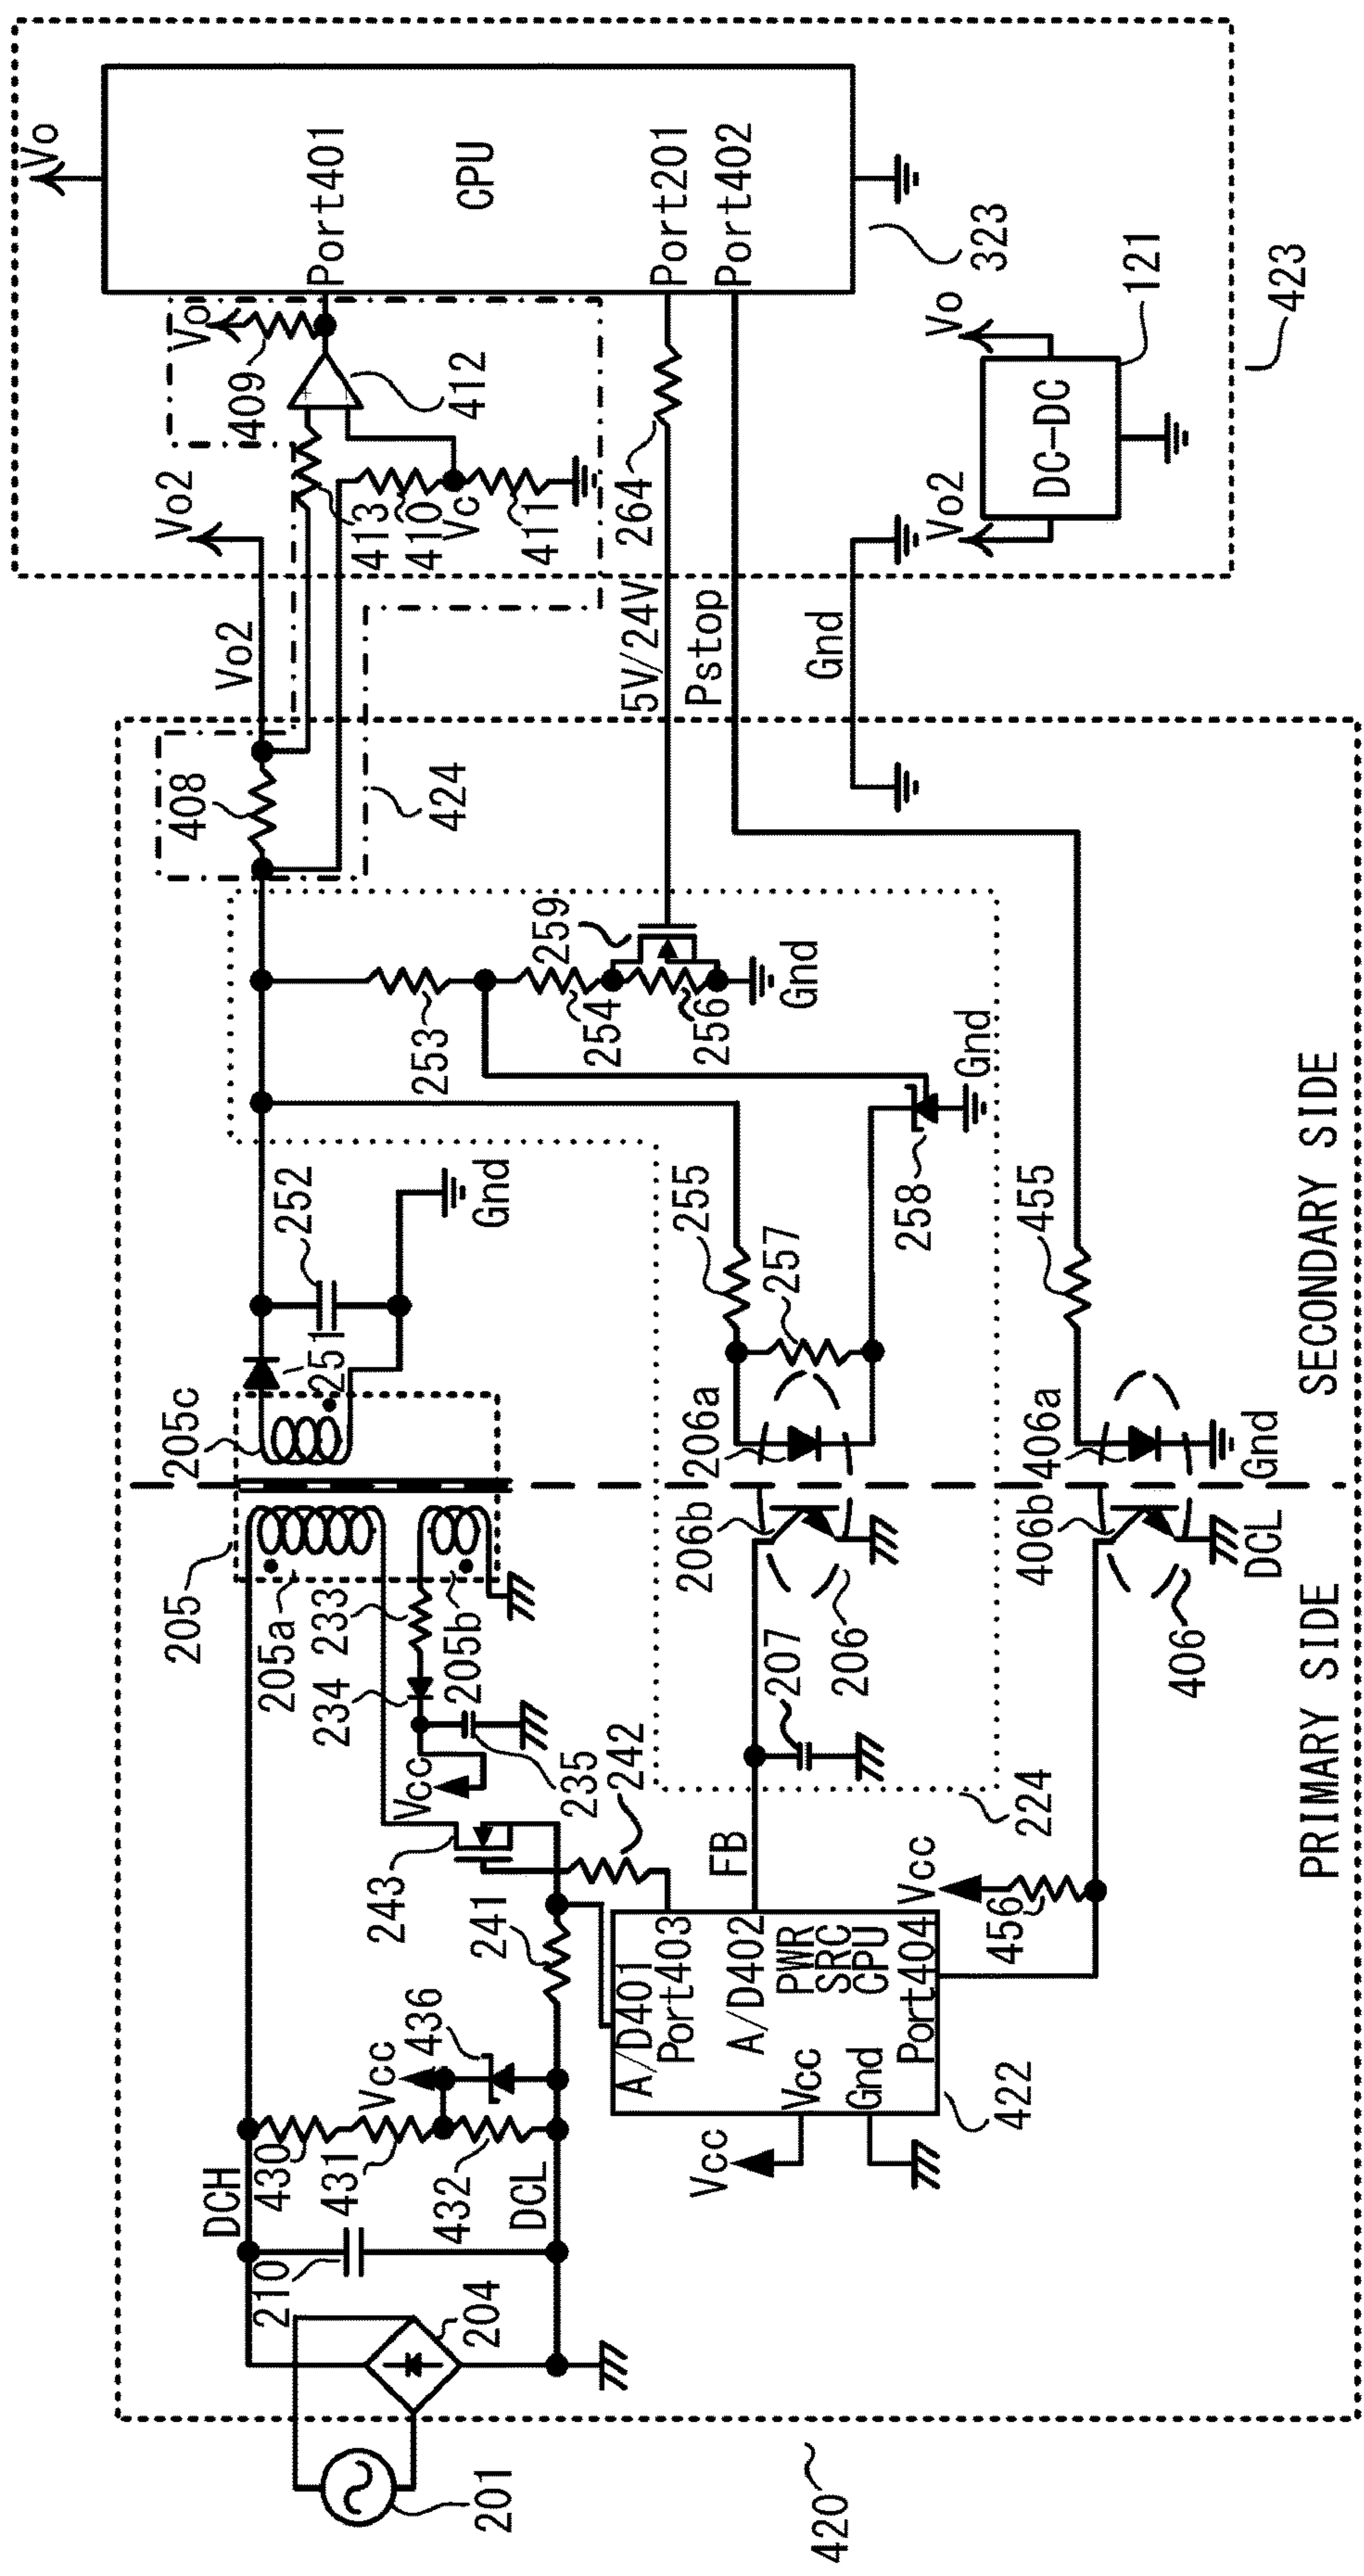 Vo
Port401
CPU
Port201
Port402
323
423
Vo
409
412
Vo2
413
410
Vc
411
264
Vo
121
DC-DC
Vo2
Vo2
5V/24V
Pstop
Gnd
408
424
259
253
254
256
Gnd
Gnd
258
252
Gnd
251
255
257
455
SECONDARY SIDE
205c
206a
406a
Gnd
205
205a
233
205b
234
206b
206
207
406b
DCL
406
PRIMARY SIDE
Vcc
235
242
224
243
241
FB
Vcc
456
A/D401
Port403
A/D402
PWR
SRC
CPU
Port404
Vcc
Gnd
422
Vcc
436
Vcc
DCH
430
431
432
DCL
210
204
201
420